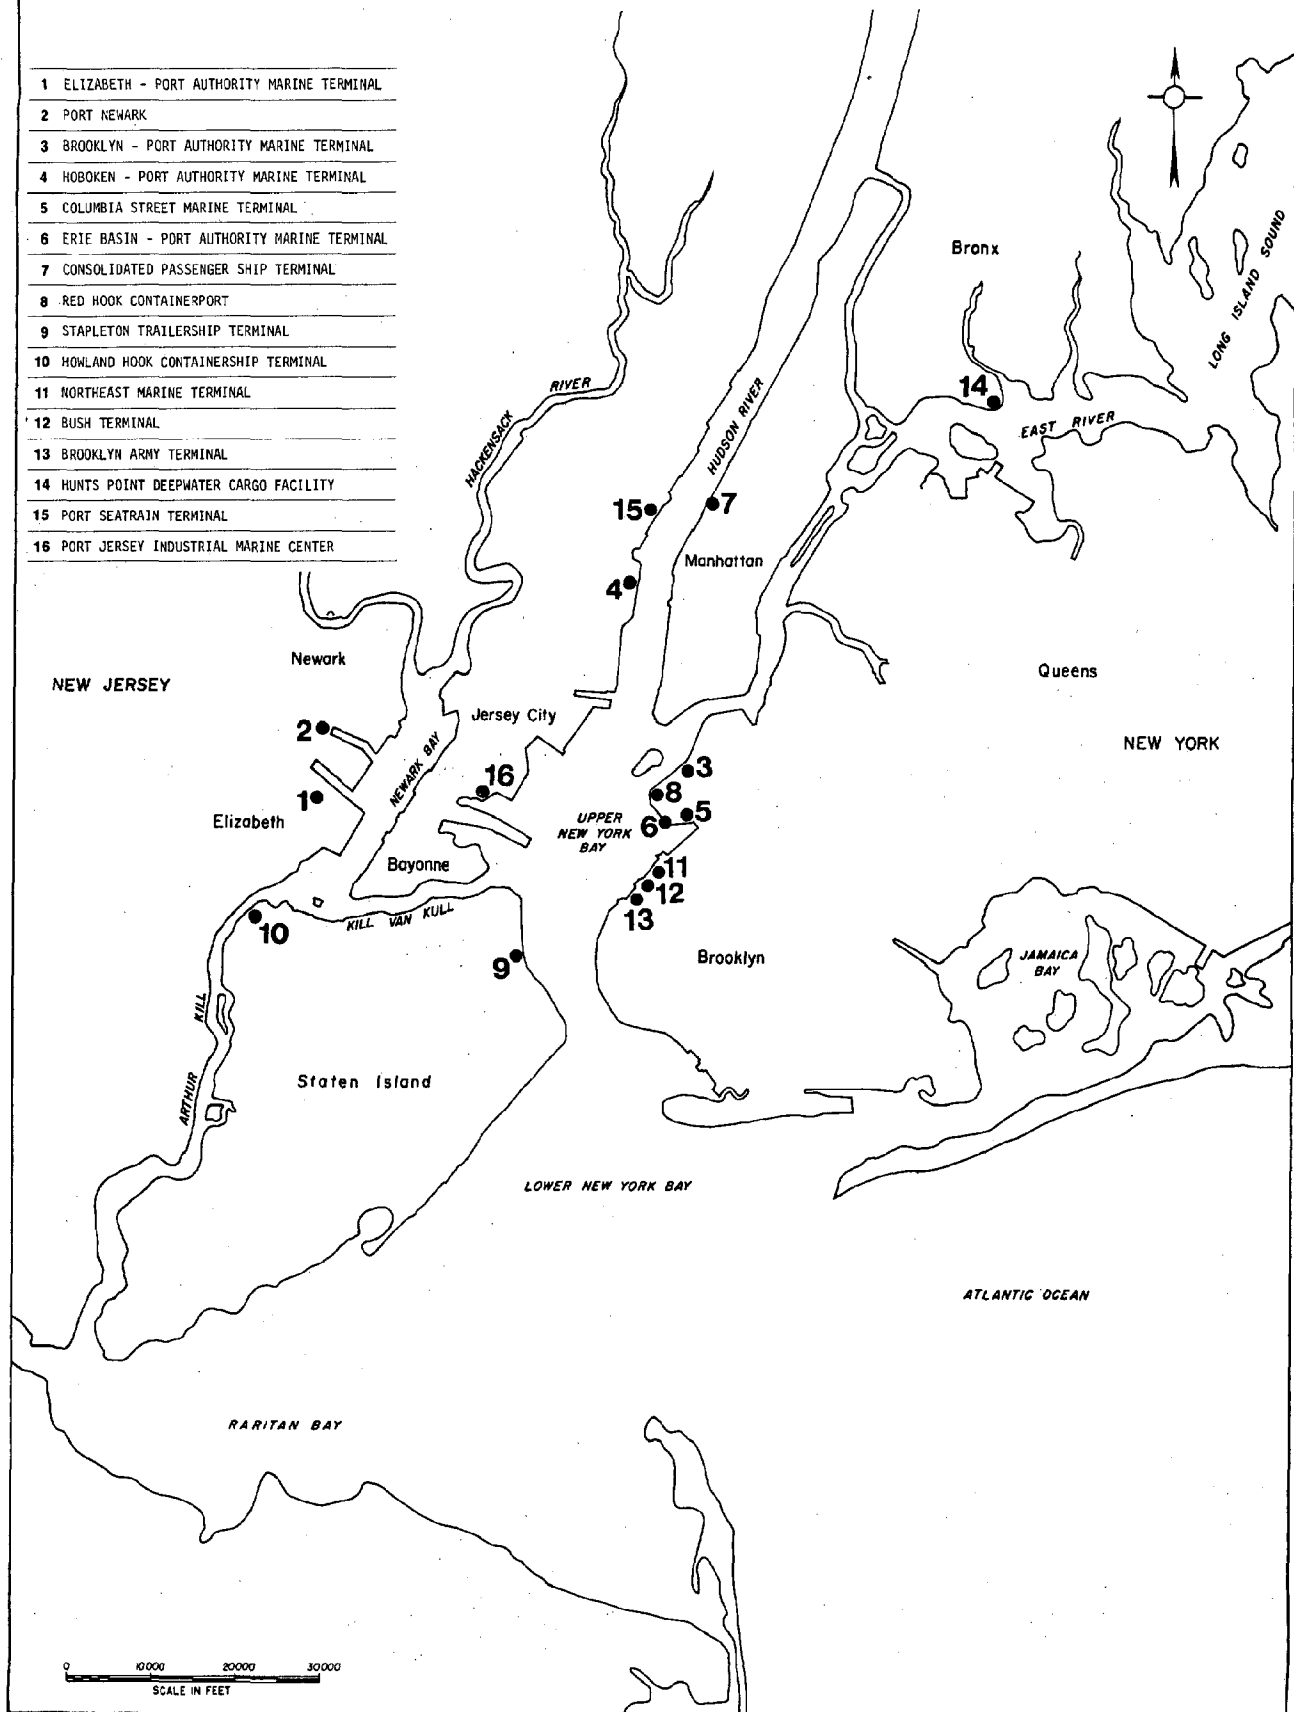 1 ELIZABETH - PORT AUTHORITY MARINE TERMINAL
2 PORT NEWARK
3 BROOKLYN - PORT AUTHORITY MARINE TERMINAL
4 HOBOKEN - PORT AUTHORITY MARINE TERMINAL
5 COLUMBIA STREET MARINE TERMINAL
6 ERIE BASIN - PORT AUTHORITY MARINE TERMINAL
7 CONSOLIDATED PASSENGER SHIP TERMINAL
8 RED HOOK CONTAINERPORT
9 STAPLETON TRAILERSHIP TERMINAL
10 HOWLAND HOOK CONTAINERSHIP TERMINAL
11 NORTHEAST MARINE TERMINAL
12 BUSH TERMINAL
13 BROOKLYN ARMY TERMINAL
14 HUNTS POINT DEEPWATER CARGO FACILITY
15 PORT SEATRAIN TERMINAL
16 PORT JERSEY INDUSTRIAL MARINE CENTER
Bronx
LONG ISLAND SOUND
HACKENSACK RIVER
HUDSON RIVER
14
EAST RIVER
15
7
Manhattan
4
Newark
NEW JERSEY
Queens
Jersey City
2
NEW YORK
NEWARK BAY
3
16
8
1
5
Elizabeth
6
UPPER
NEW YORK
BAY
Bayonne
11
12
13
KILL VAN KULL
10
9
Brooklyn
JAMAICA
BAY
ARTHUR KILL
Staten Island
LOWER NEW YORK BAY
ATLANTIC OCEAN
RARITAN BAY
0 10000 20000 30000
SCALE IN FEET